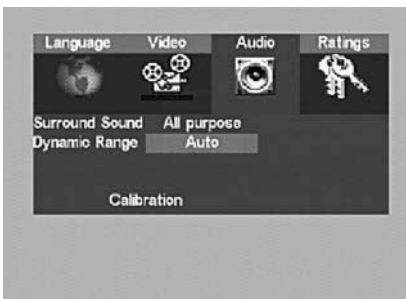 Language Video Audio Ratings
Surround Sound All purpose
Dynamic Range Auto
Calibration